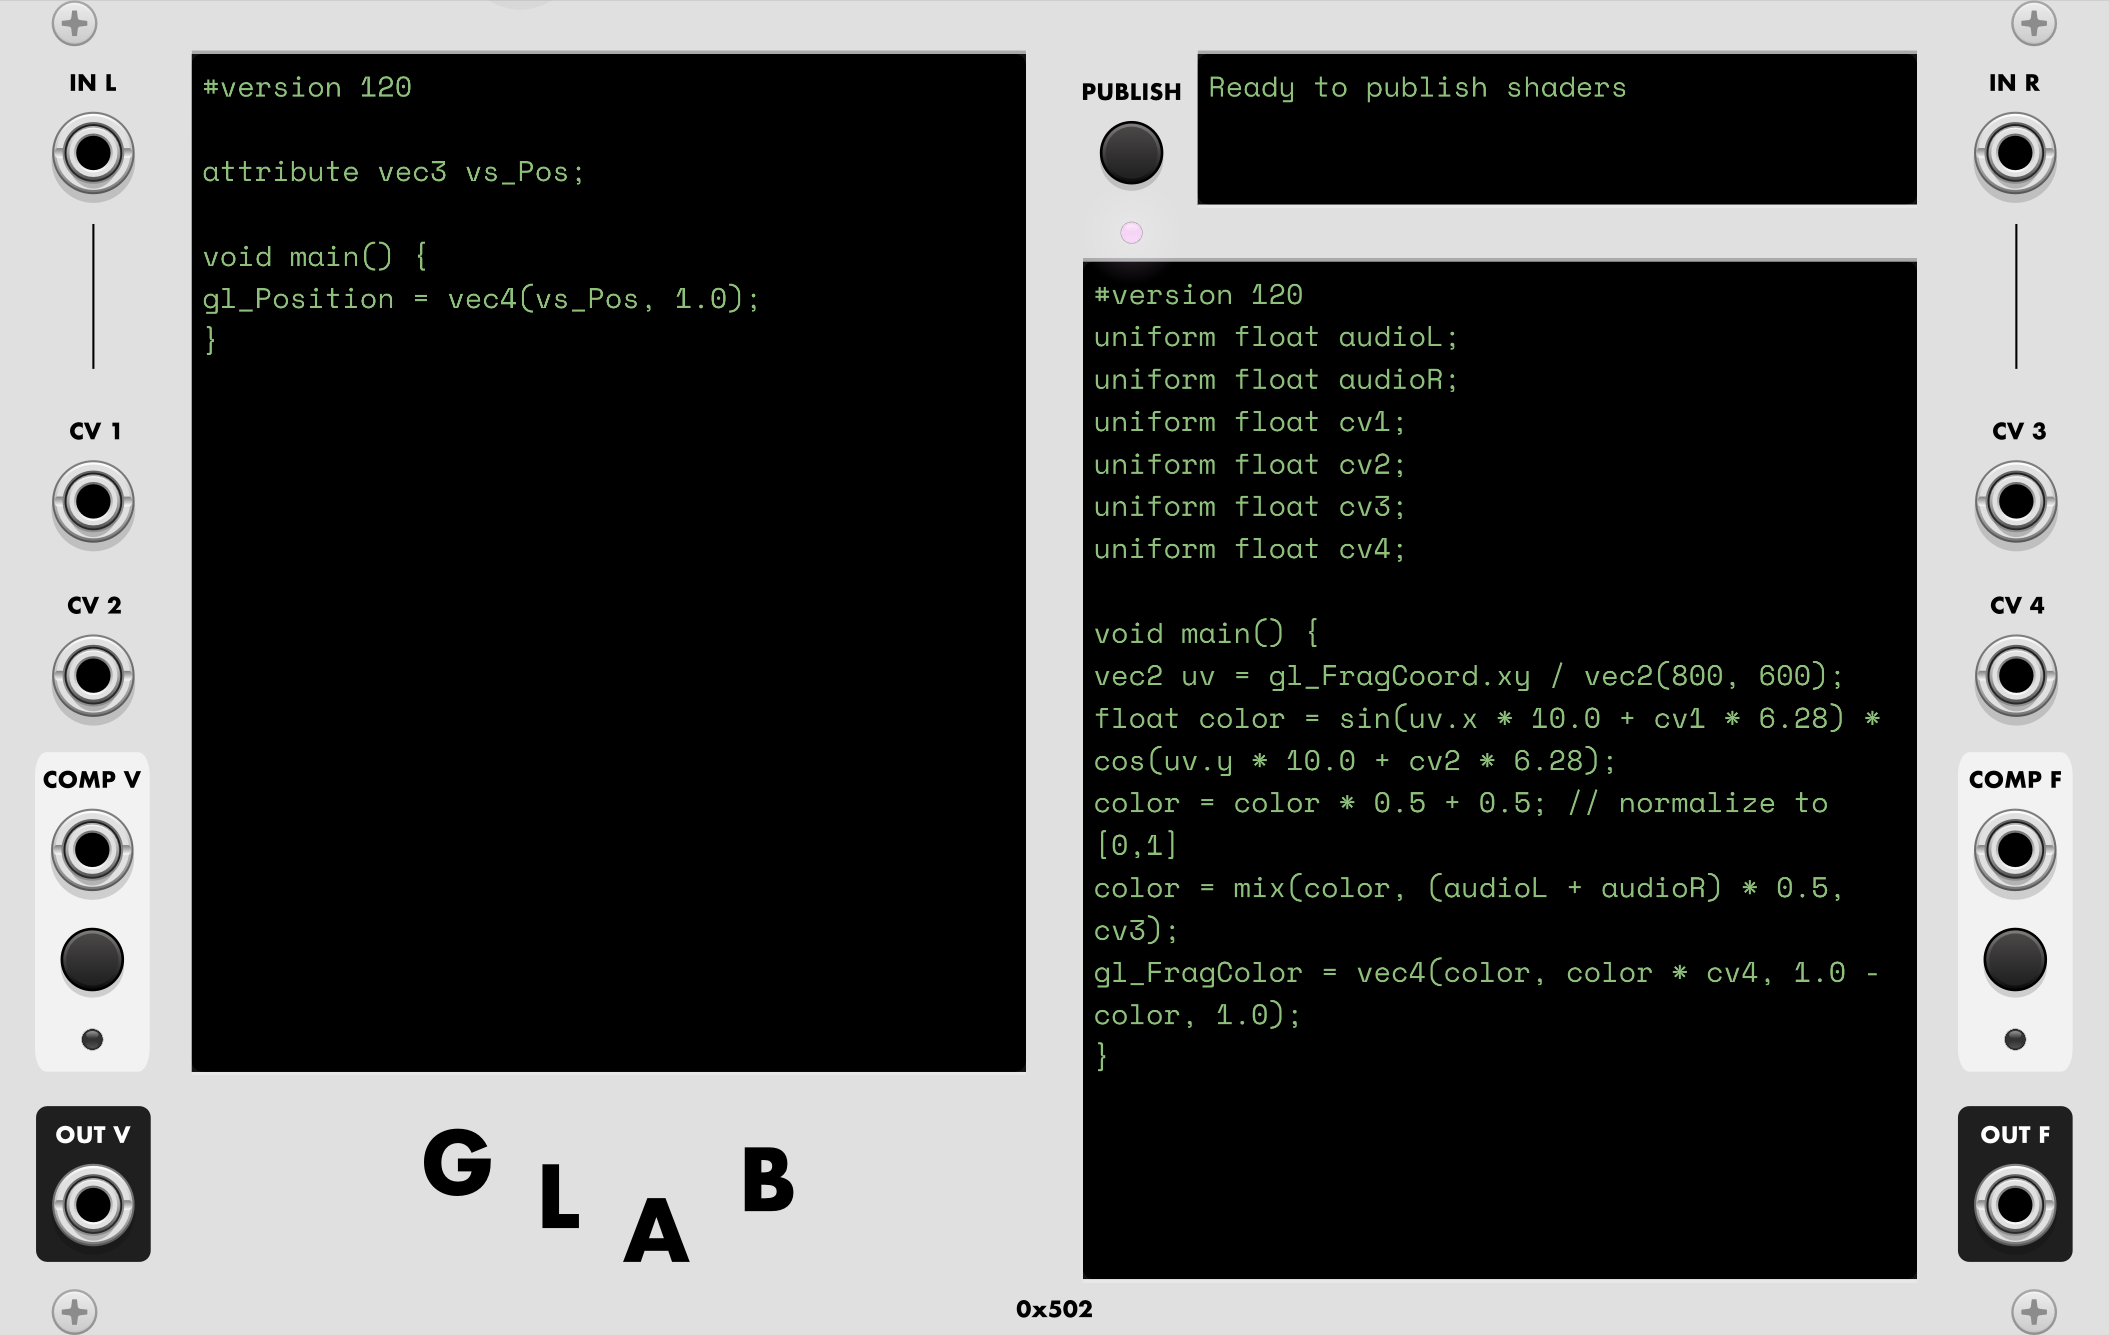 IN L
#version 120

attribute vec3 vs_Pos;

void main() {
gl_Position = vec4(vs_Pos, 1.0);
}
PUBLISH
Ready to publish shaders
IN R
CV 1
CV 2
COMP V
OUT V
#version 120
uniform float audioL;
uniform float audioR;
uniform float cv1;
uniform float cv2;
uniform float cv3;
uniform float cv4;

void main() {
vec2 uv = gl_FragCoord.xy / vec2(800, 600);
float color = sin(uv.x * 10.0 + cv1 * 6.28) *
cos(uv.y * 10.0 + cv2 * 6.28);
color = color * 0.5 + 0.5; // normalize to
[0,1]
color = mix(color, (audioL + audioR) * 0.5,
cv3);
gl_FragColor = vec4(color, color * cv4, 1.0 -
color, 1.0);
}
CV 3
CV 4
COMP F
OUT F
G L A B
0x502